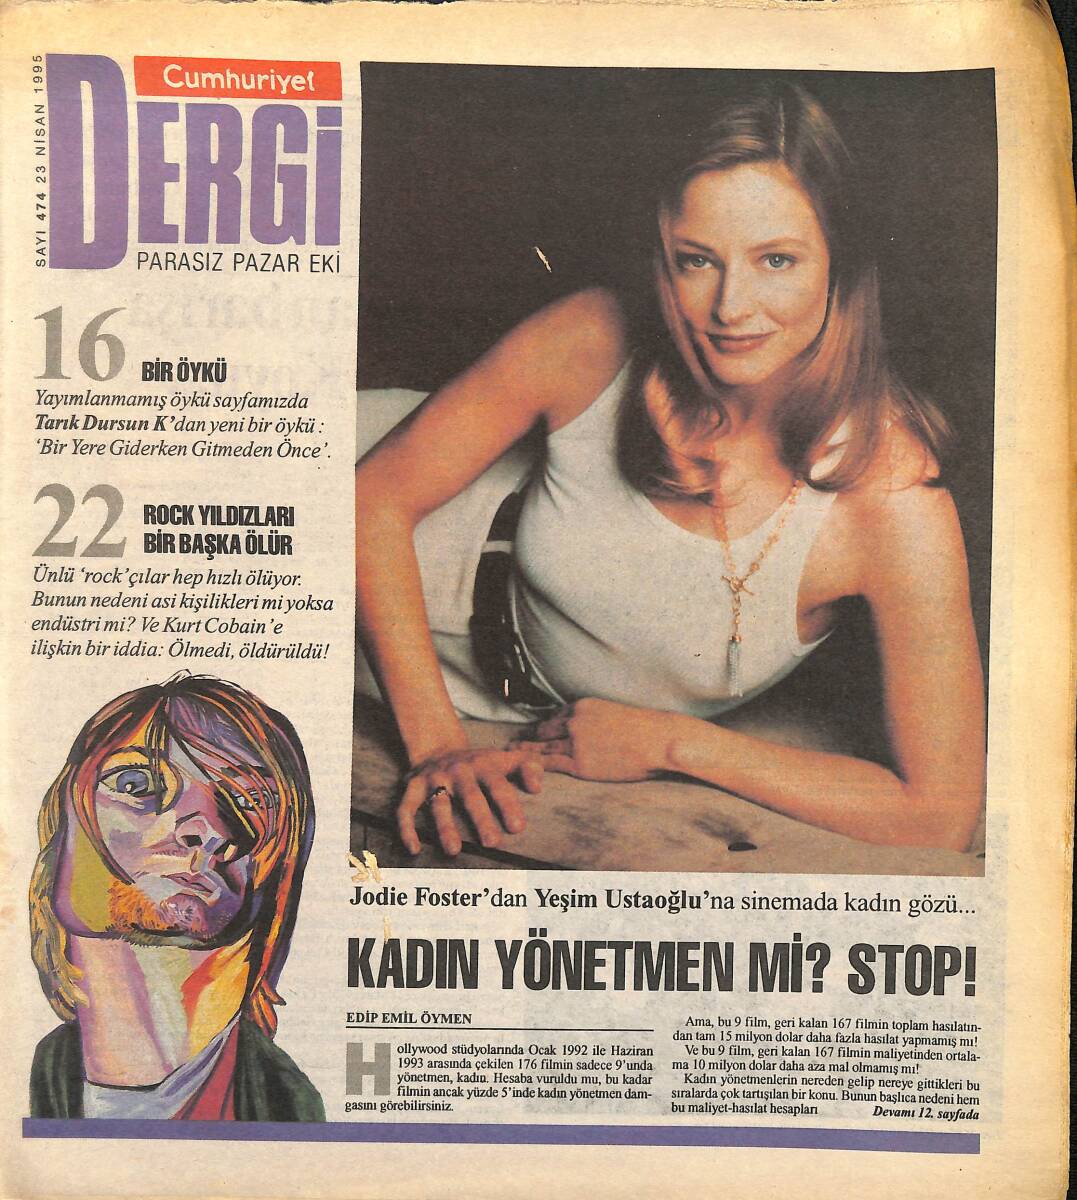 SAYI 474 23 NİSAN 1995
Cumhuriyet
DERGİ
PARASIZ PAZAR EKİ
16 BİR ÖYKÜ
Yayımlanmamış öykü sayfamızda
Tarık Dursun K'dan yeni bir öykü :
'Bir Yere Giderken Gitmeden Önce'.
22 ROCK YILDIZLARI
BİR BAŞKA ÖLÜR
Ünlü 'rock'çılar hep hızlı ölüyor.
Bunun nedeni asi kişilikleri mi yoksa
endüstri mi? Ve Kurt Cobain'e
ilişkin bir iddia: Ölmedi, öldürüldü!
Jodie Foster'dan Yeşim Ustaoğlu'na sinemada kadın gözü...
KADIN YÖNETMEN Mİ? STOP!
EDİP EMİL ÖYMEN
Hollywood stüdyolarında Ocak 1992 ile Haziran
1993 arasında çekilen 176 filmin sadece 9'unda
yönetmen, kadın. Hesaba vuruldu mu, bu kadar
filmin ancak yüzde 5'inde kadın yönetmen dam-
gasını görebilirsiniz.
Ama, bu 9 film, geri kalan 167 filmin toplam hasılatın-
dan tam 15 milyon dolar daha fazla hasılat yapmamış mı!
Ve bu 9 film, geri kalan 167 filmin maliyetinden ortala-
ma 10 milyon dolar daha aza mal olmamış mı!
Kadın yönetmenlerin nereden gelip nereye gittikleri bu
sıralarda çok tartışılan bir konu. Bunun başlıca nedeni hem
bu maliyet-hasılat hesapları Devamı 12. sayfada